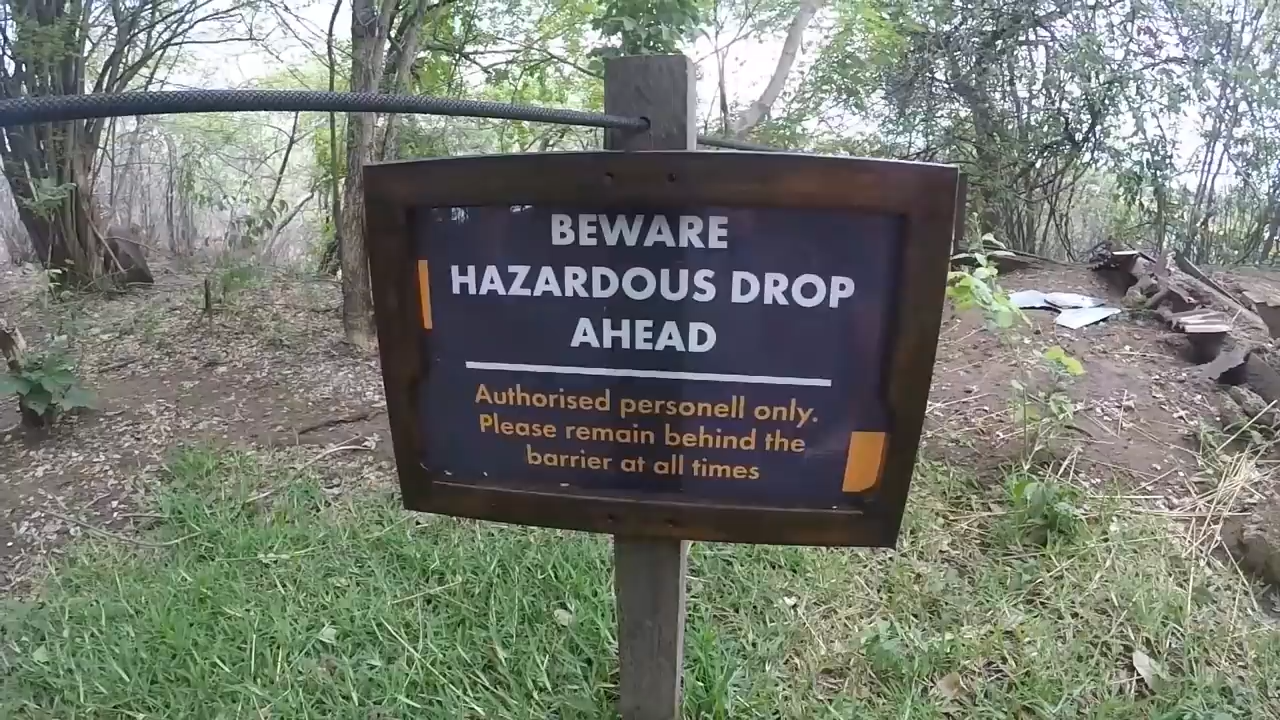 BEWARE
HAZARDOUS DROP
AHEAD
Authorised personell only.
Please remain behind the
barrier at all times